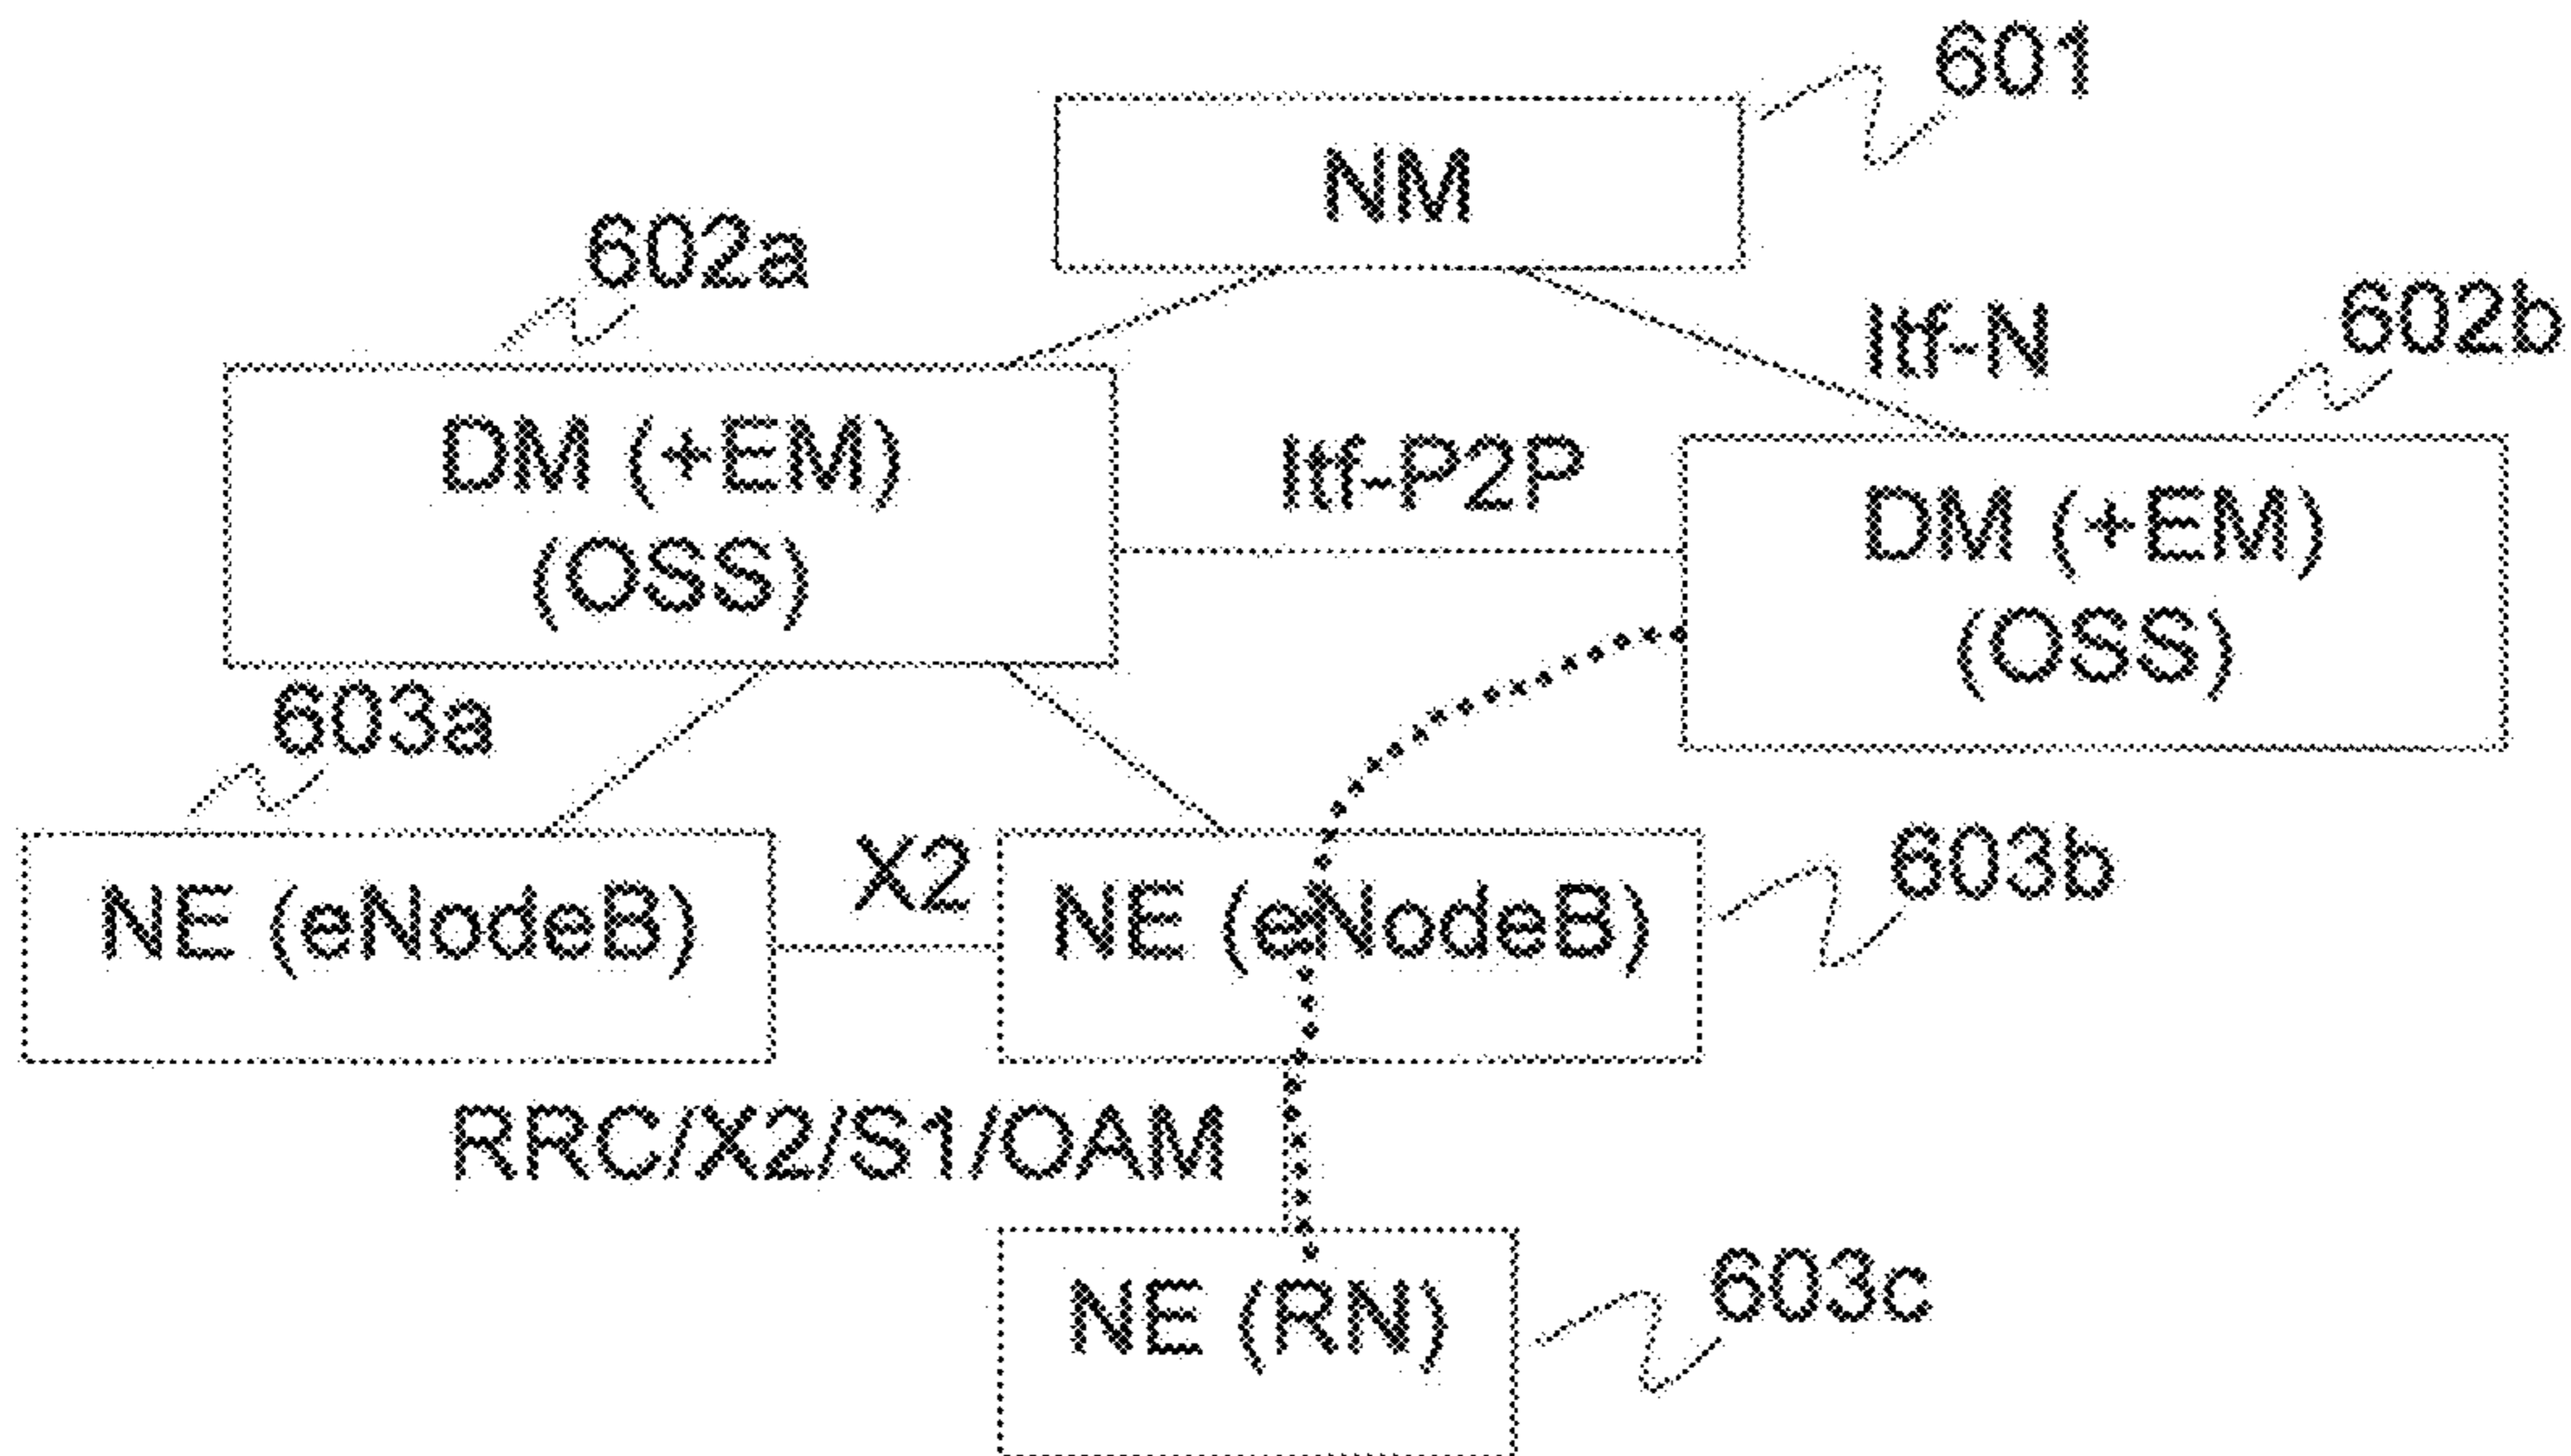 601
NM
602a
Itf-N
602b
DM (+EM)
(OSS)
Itf-P2P
DM (+EM)
(OSS)
603a
X2
603b
NE (eNodeB)
NE (eNodeB)
RRC/X2/S1/OAM
603c
NE (RN)